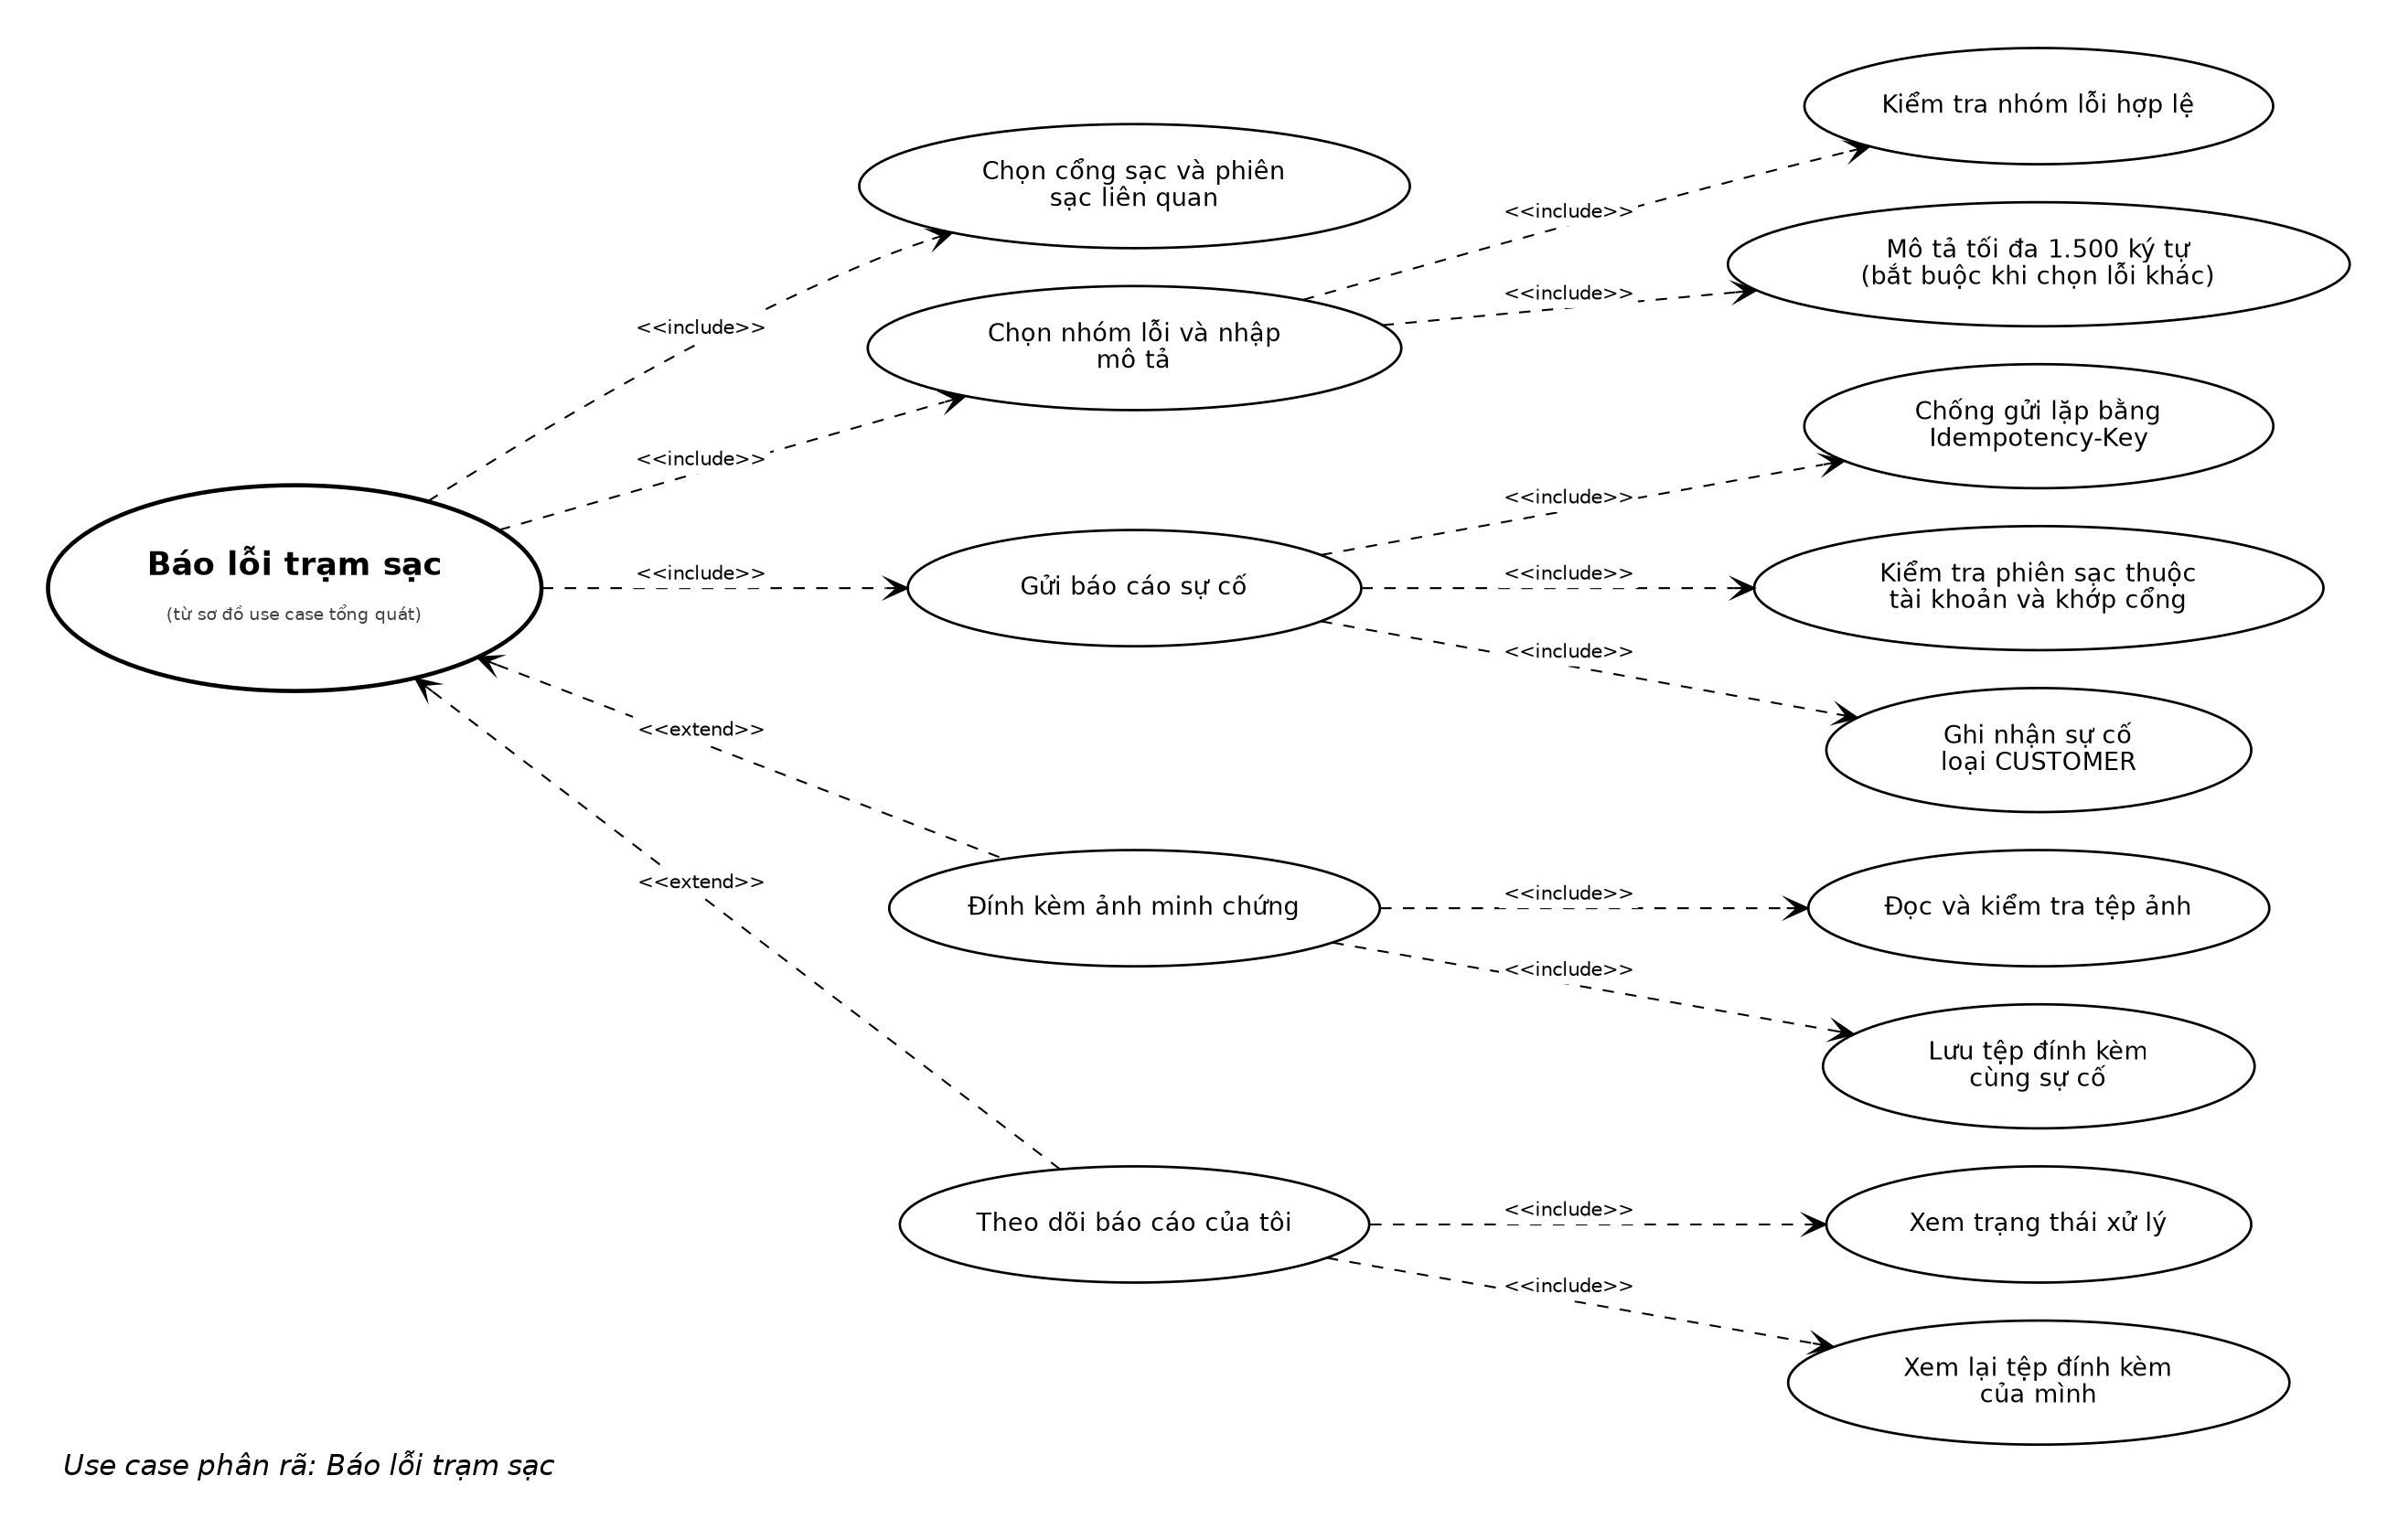 Kiểm tra nhóm lỗi hợp lệ
Chọn cổng sạc và phiên
sạc liên quan
<<include>>
Mô tả tối đa 1.500 ký tự
(bắt buộc khi chọn lỗi khác)
<<include>>
<<include>>
Chọn nhóm lỗi và nhập
mô tả
<<include>>
Chống gửi lặp bằng
Idempotency-Key
<<include>>
Báo lỗi trạm sạc
(từ sơ đồ use case tổng quát)
<<include>>
Gửi báo cáo sự cố
<<include>>
Kiểm tra phiên sạc thuộc
tài khoản và khớp cổng
<<include>>
<<extend>>
Ghi nhận sự cố
loại CUSTOMER
<<extend>>
Đính kèm ảnh minh chứng
<<include>>
Đọc và kiểm tra tệp ảnh
<<include>>
Lưu tệp đính kèm
cùng sự cố
Theo dõi báo cáo của tôi
<<include>>
Xem trạng thái xử lý
<<include>>
Xem lại tệp đính kèm
của mình
Use case phân rã: Báo lỗi trạm sạc